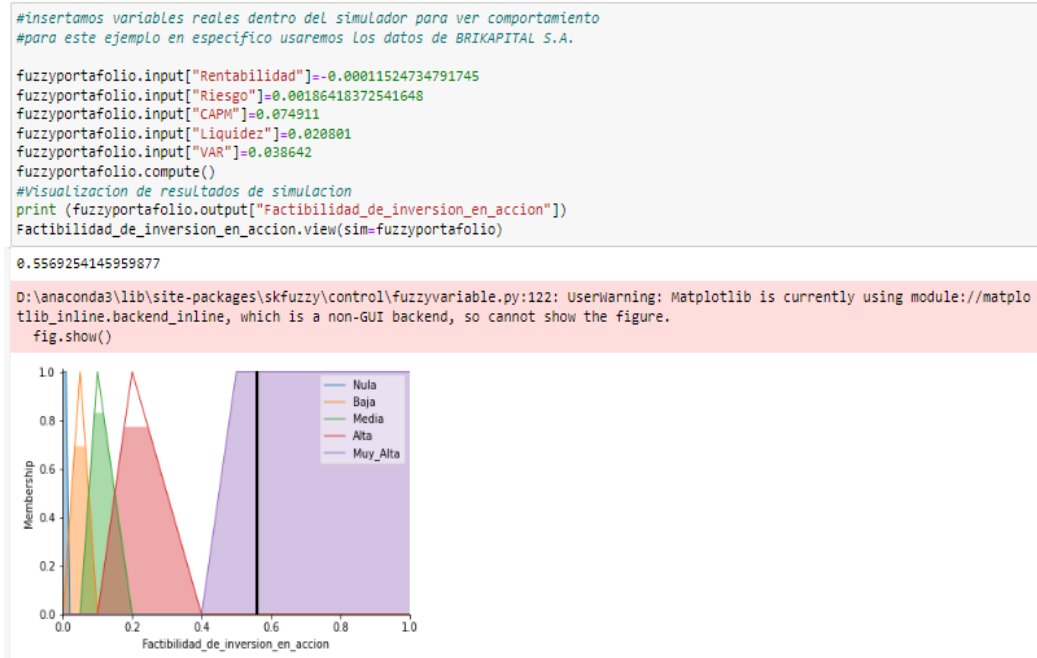 #insertamos variables reales dentro del simulador para ver comportamiento
#para este ejemplo en especifico usaremos los datos de BRIKAPITAL S.A.
fuzzyportafolio.input["Rentabilidad"]=-0.00011524734791745
fuzzyportafolio.input["Riesgo"]=0.00186418372541648
fuzzyportafolio.input["CAPM"]=0.074911
fuzzyportafolio.input["Liquidez"]=0.020801
fuzzyportafolio.input["VAR"]=0.038642
fuzzyportafolio.compute()
#Visualizacion de resultados de simulacion
print (fuzzyportafolio.output["Factibilidad_de_inversion_en_accion"])
Factibilidad_de_inversion_en_accion.view(sim=fuzzyportafolio)
0.5569254145959877
D:\anaconda3\lib\site-packages\skfuzzy\control\fuzzyvariable.py:122: UserWarning: Matplotlib is currently using module://matplo
tlib_inline.backend_inline, which is a non-GUI backend, so cannot show the figure.
fig.show()
1.0
0.8
0.6
0.4
0.2
0.0
Membership
Nula
Baja
Media
Alta
Muy_Alta
0.0 0.2 0.4 0.6 0.8 1.0
Factibilidad_de_inversion_en_accion